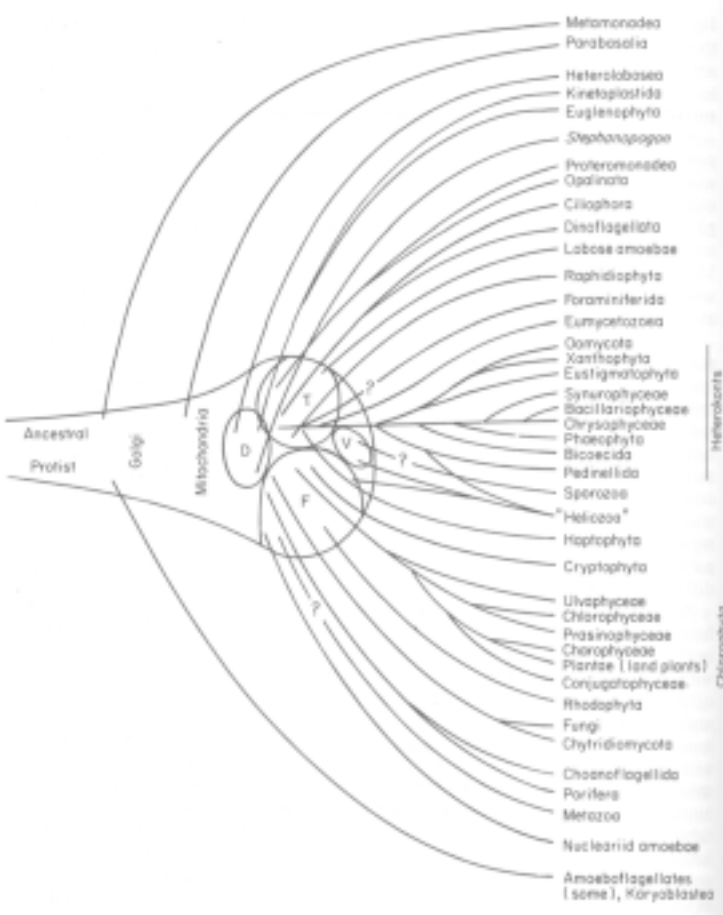 Metamonadea
Parabasalia
Heterolobosea
Kinetoplastida
Euglenophyta
Stephanopogon
Proteromonadea
Opalinata
Ciliophora
Dinoflagellata
Lobose amoebae
Raphidiophyta
Foraminiferida
Eumycetozoea
Oomycota
Xanthophyta
Eustigmatophyta
Synurophyceae
Bacillariophyceae
Chrysophyceae
Phaeophyta
Bicoecida
Pedinellida
Sporozoa
"Heliozoa"
Haptophyta
Cryptophyta
Ulvophyceae
Chlorophyceae
Prasinophyceae
Charophyceae
Plantae (land plants)
Conjugatophyceae
Rhodophyta
Fungi
Chytridiomycota
Choanoflagellida
Porifera
Metazoa
Nucleariid amoebae
Amoeboflagellates
(some), Karyoblastea
Heterokonts
Ancestral
Protist
Golgi
Mitochondria
D
T
V
F
?
?
?